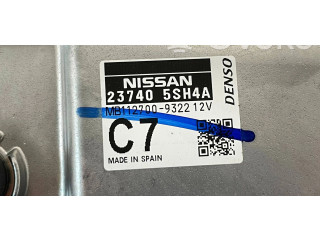 NISSAN
23740 5SH4A
MB112700-9322 12V
C7
MADE IN SPAIN
DENSO